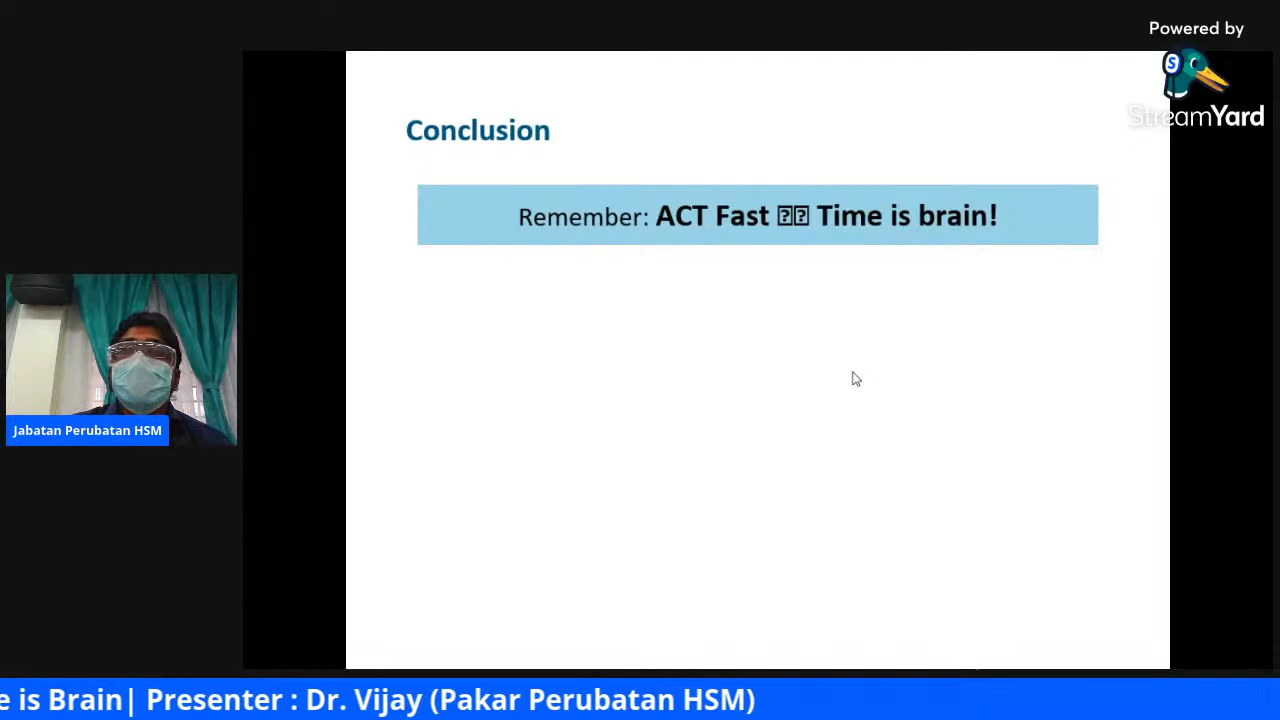 Powered by
StreamYard
Conclusion
Remember: ACT Fast �� Time is brain!
Jabatan Perubatan HSM
e is Brain| Presenter : Dr. Vijay (Pakar Perubatan HSM)